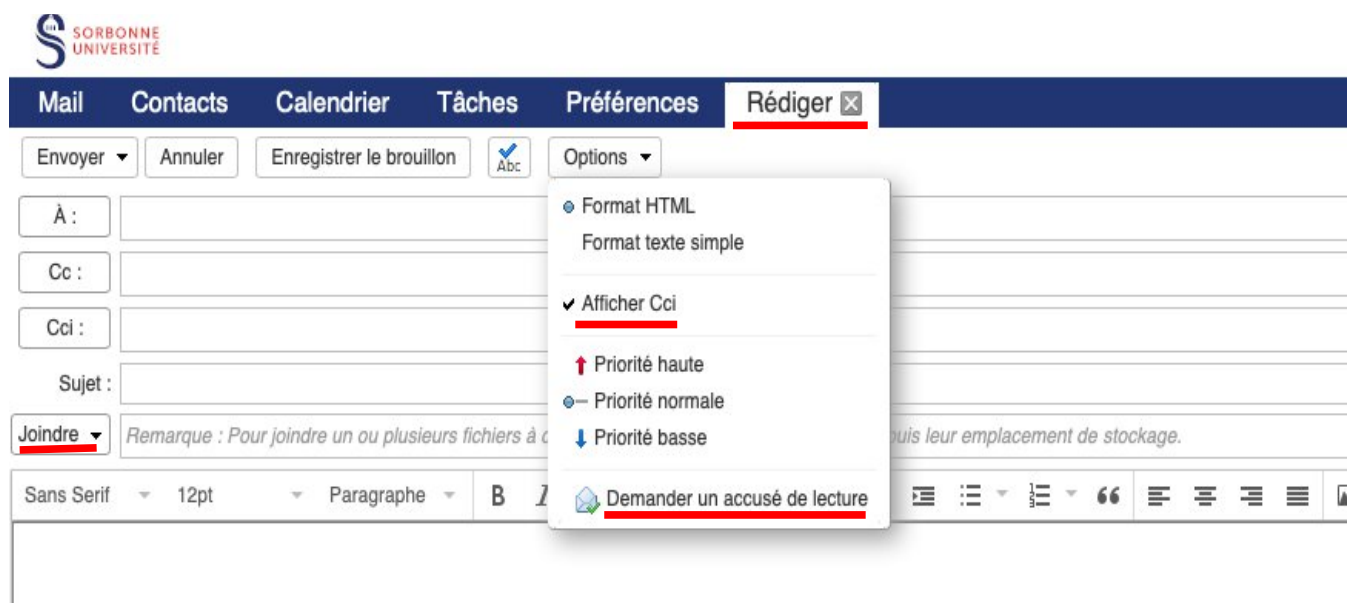 SORBONNE
UNIVERSITÉ
Mail Contacts Calendrier Tâches Préférences Rédiger
Envoyer Annuler Enregistrer le brouillon Abc Options
À :
Format HTML
Format texte simple
Cc :
Afficher Cci
Cci :
Priorité haute
Sujet :
Priorité normale
Joindre Remarque : Pour joindre un ou plusieurs fichiers à
Priorité basse
leur emplacement de stockage.
Sans Serif 12pt Paragraphe B I
Demander un accusé de lecture